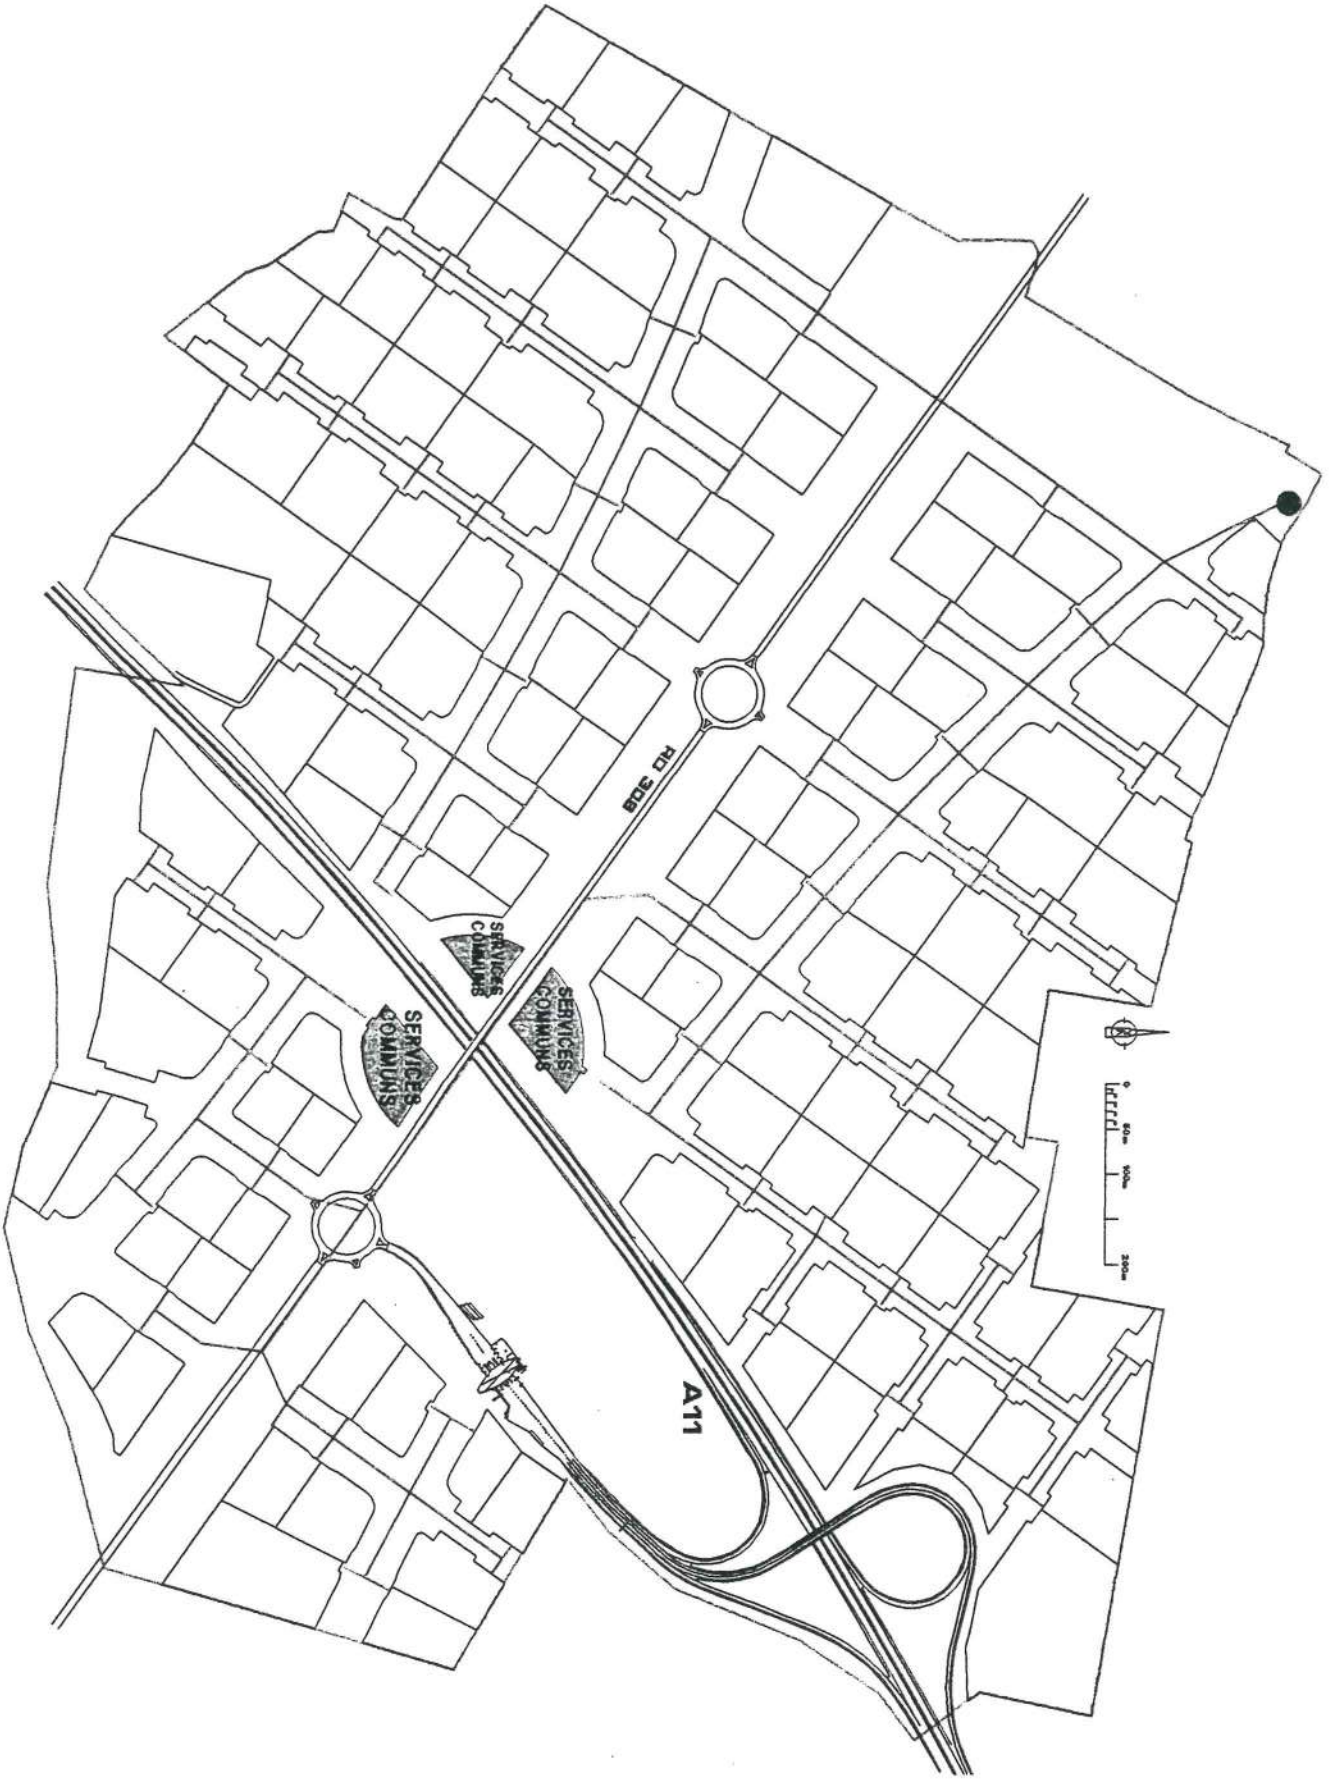 RD 308
SERVICES
COMMUNS
SERVICES
COMMUNS
SERVICES
COMMUNS
A11
N
0
50m
100m
200m